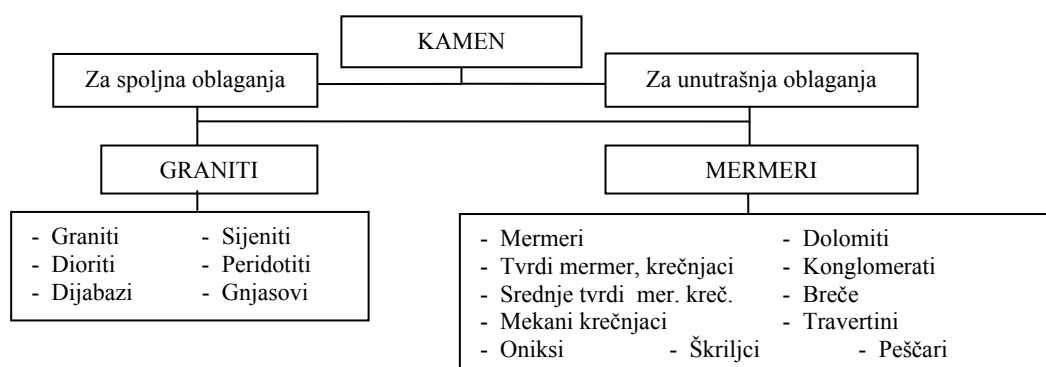 KAMEN
Za spoljna oblaganja
Za unutrašnja oblaganja
GRANITI
MERMERI
- Graniti - Sijeniti
- Dioriti - Peridotiti
- Dijabazi - Gnjasovi
- Mermeri - Dolomiti
- Tvrdi mermer, krečnjaci - Konglomerati
- Srednje tvrdi mer. kreč. - Breče
- Mekani krečnjaci - Travertini
- Oniksi - Škriljci - Peščari